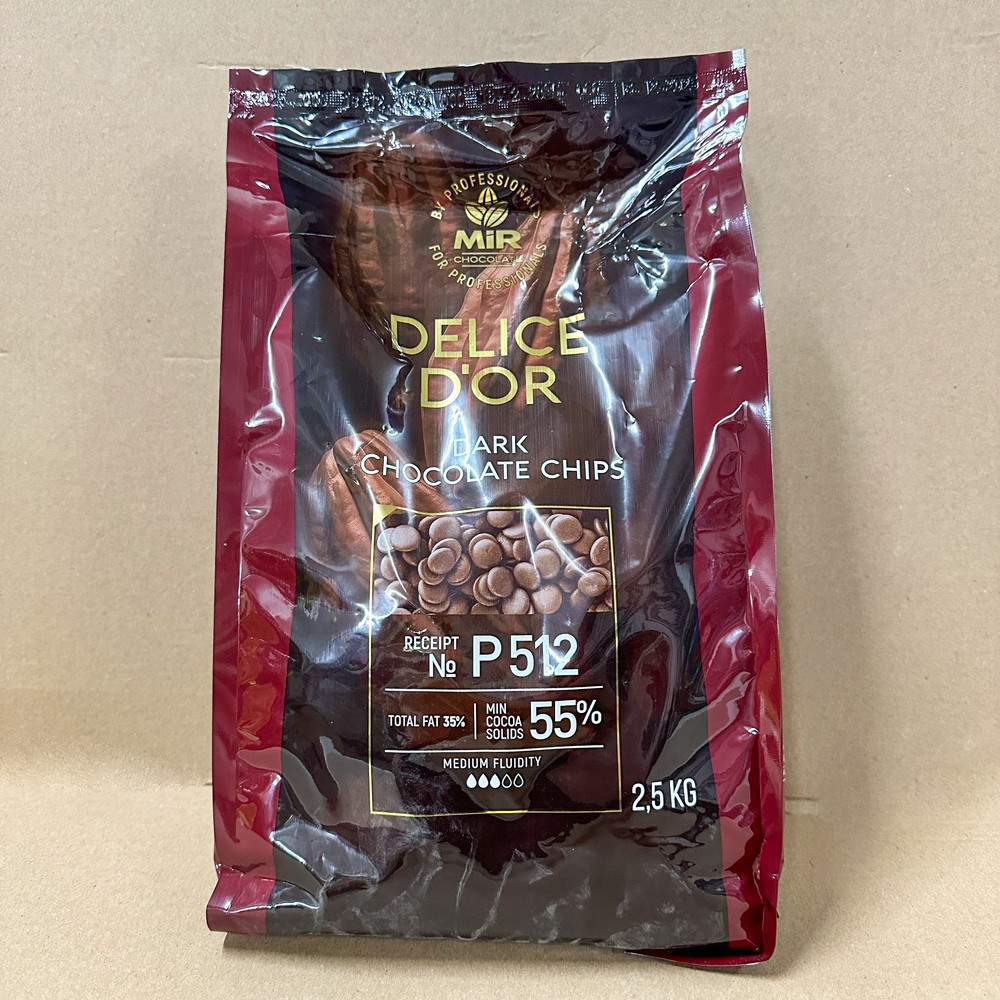 BY PROFESSIONALS
MiR
CHOCOLATE
FOR PROFESSIONALS
DELICE
D'OR
DARK
CHOCOLATE CHIPS
RECEIPT
№ P 512
TOTAL FAT 35%
MIN
COCOA
SOLIDS
55%
MEDIUM FLUIDITY
2,5 KG